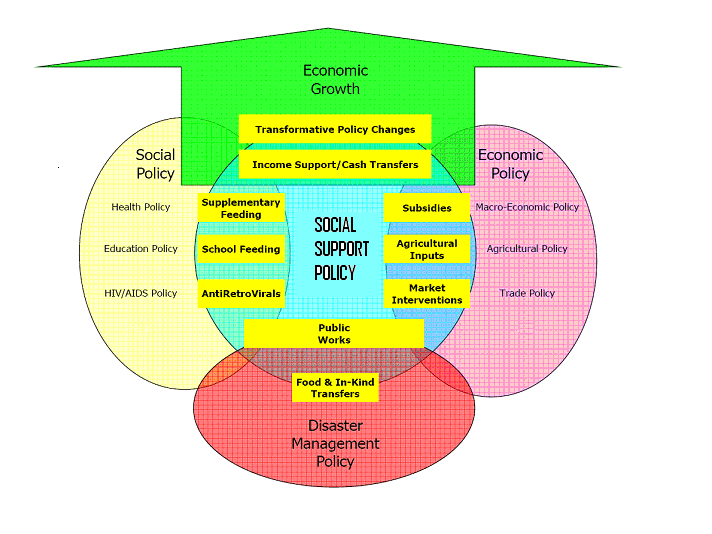 Economic
Growth
Transformative Policy Changes
Income Support/Cash Transfers
Social
Policy
Economic
Policy
Health Policy
Supplementary
Feeding
Subsidies
Macro-Economic Policy
SOCIAL
SUPPORT
POLICY
Education Policy
School Feeding
Agricultural
Inputs
Agricultural Policy
HIV/AIDS Policy
AntiRetroVirals
Market
Interventions
Trade Policy
Public
Works
Food & In-Kind
Transfers
Disaster
Management
Policy